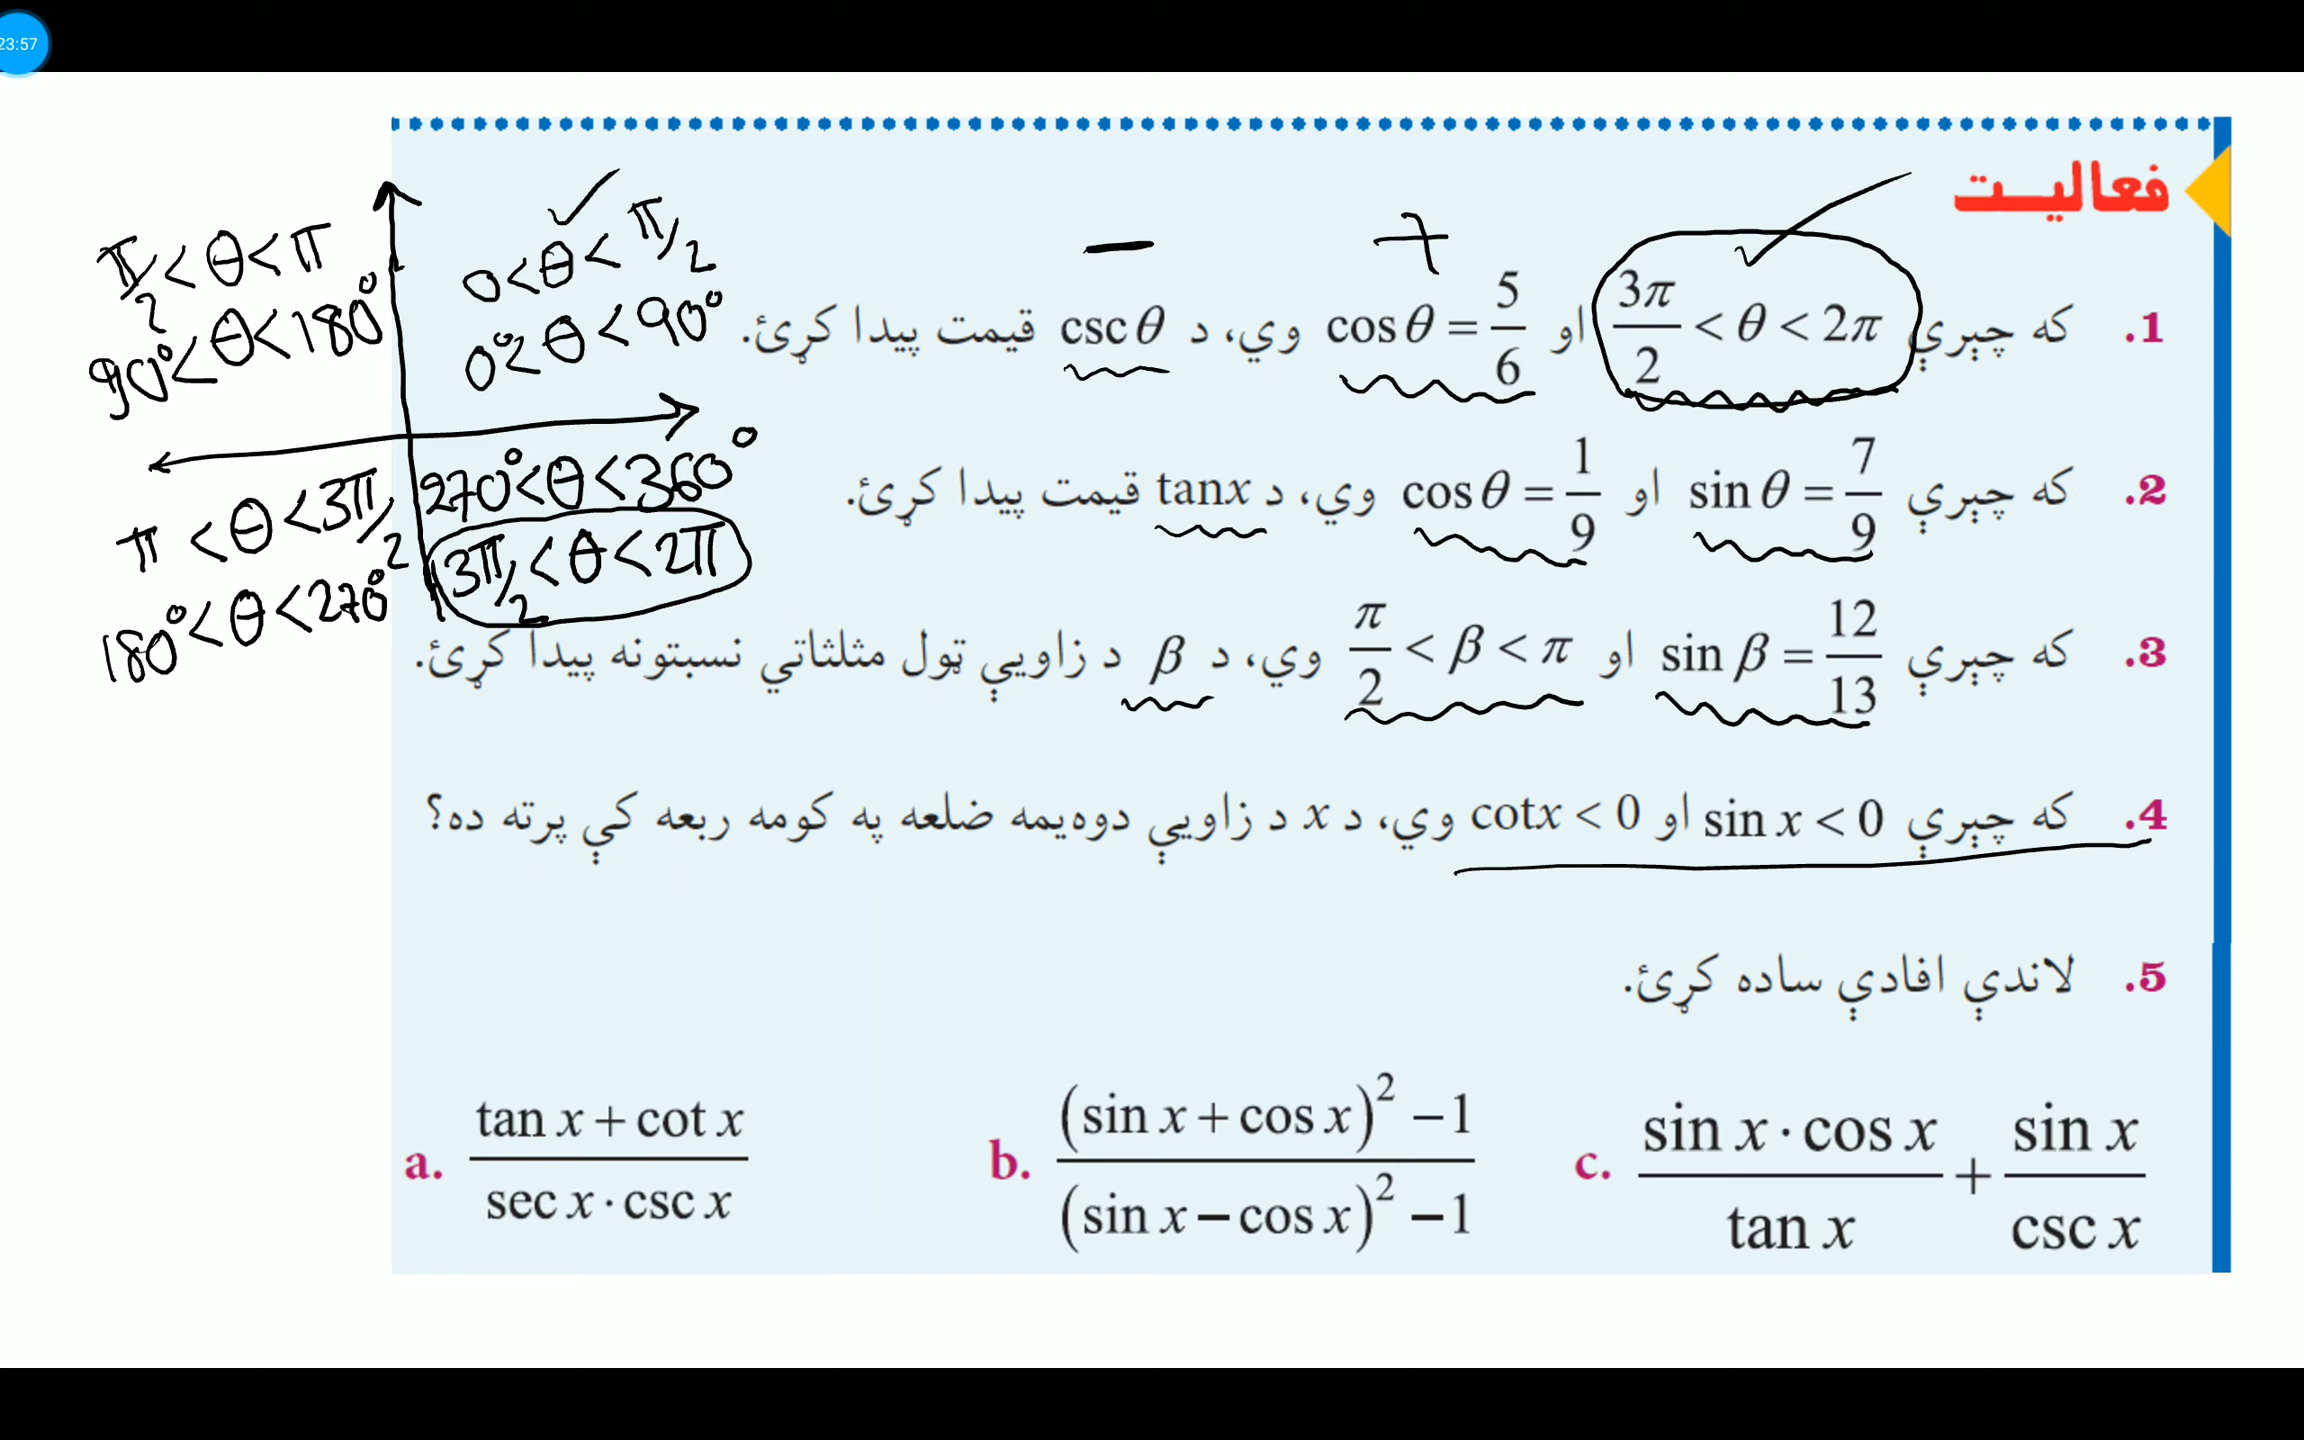 23:57
فعالیت
− +
✓ ✓
π/2 < θ < π
90° < θ < 180°
0 < θ < π/2
0° < θ < 90°
π < θ < 3π/2
180° < θ < 270°
270° < θ < 360°
3π/2 < θ < 2π
1. که چېرې 3π/2 < θ < 2π او cos θ = 5/6 وي، د csc θ قیمت پیدا کړئ.
2. که چېرې sin θ = 7/9 او cos θ = 1/9 وي، د tan x قیمت پیدا کړئ.
3. که چېرې sin β = 12/13 او π/2 < β < π وي، د β د زاویې ټول مثلثاتي نسبتونه پیدا کړئ.
4. که چېرې sin x < 0 او cot x < 0 وي، د x د زاویې دوه‌یمه ضلعه په کومه ربعه کې پرته ده؟
5. لاندې افادې ساده کړئ.
a. (tan x + cot x)/(sec x · csc x) b. ((sin x + cos x)² − 1)/((sin x − cos x)² − 1) c. (sin x · cos x)/(tan x) + (sin x)/(csc x)